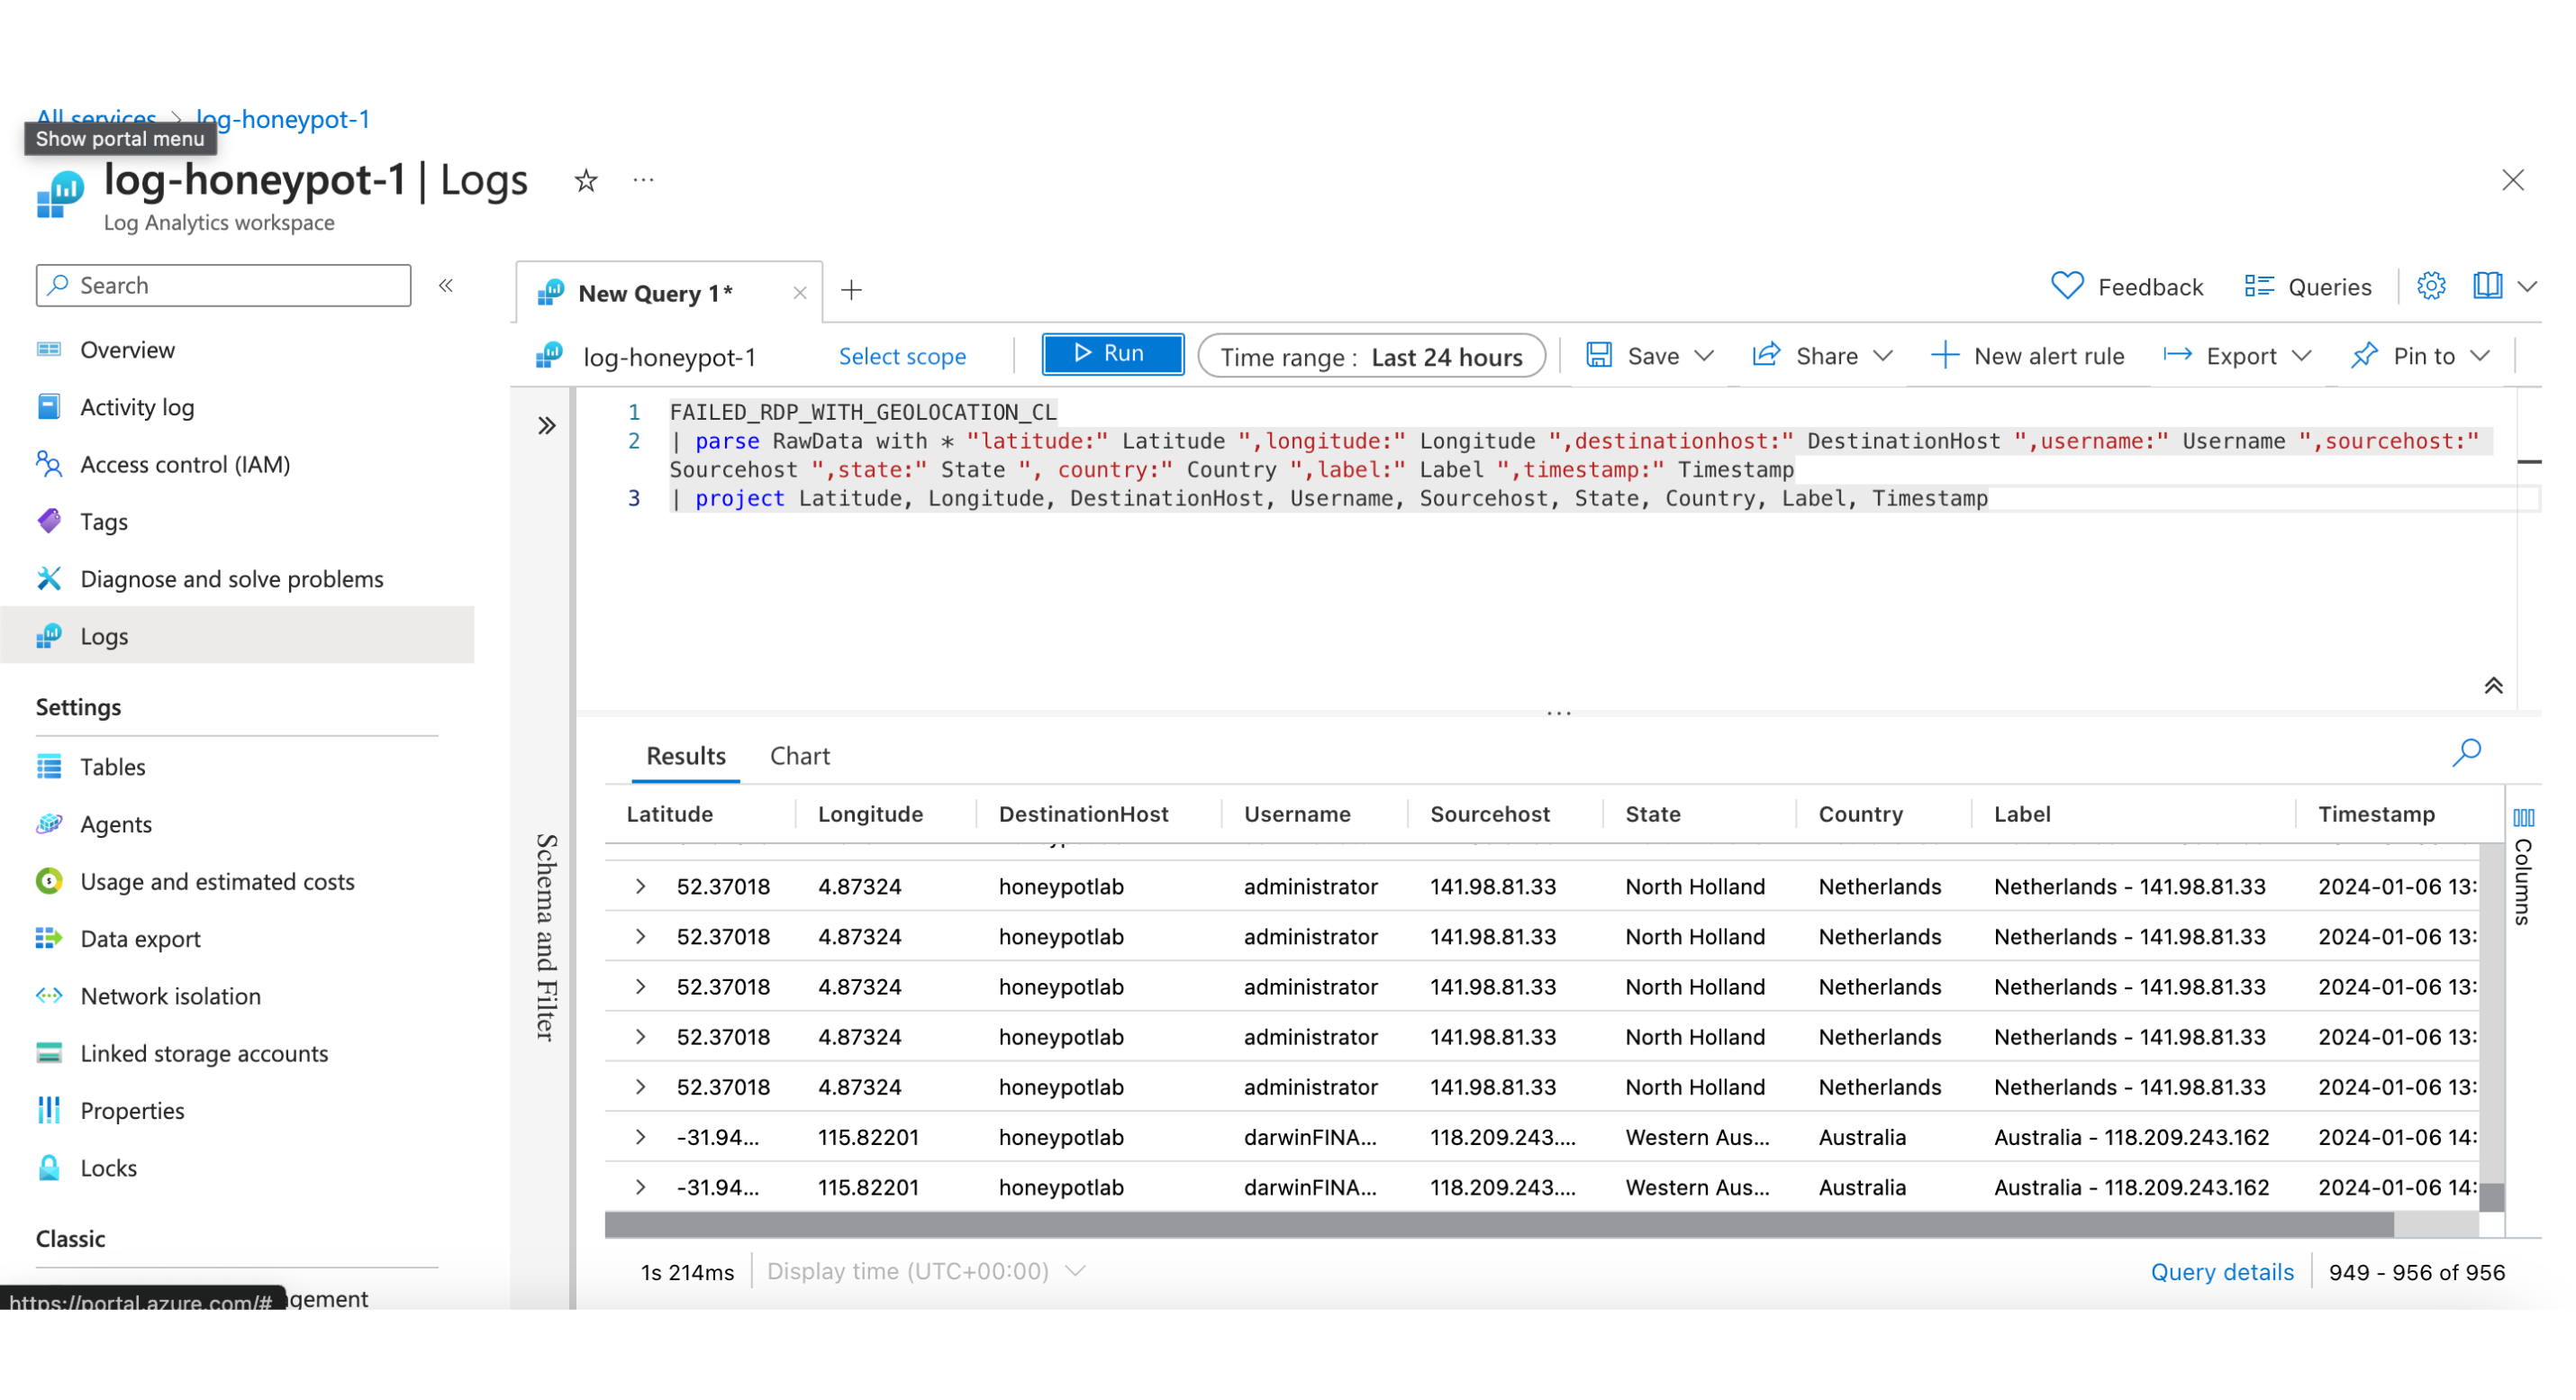 All services > log-honeypot-1
Show portal menu
log-honeypot-1 | Logs
Log Analytics workspace
Search
Overview
Activity log
Access control (IAM)
Tags
Diagnose and solve problems
Logs
Settings
Tables
Agents
Usage and estimated costs
Data export
Network isolation
Linked storage accounts
Properties
Locks
Classic
gement
https://portal.azure.com/#
New Query 1*
Feedback
Queries
log-honeypot-1
Select scope
Run
Time range : Last 24 hours
Save
Share
New alert rule
Export
Pin to
1 FAILED_RDP_WITH_GEOLOCATION_CL
2 | parse RawData with * "latitude:" Latitude ",longitude:" Longitude ",destinationhost:" DestinationHost ",username:" Username ",sourcehost:"
Sourcehost ",state:" State ", country:" Country ",label:" Label ",timestamp:" Timestamp
3 | project Latitude, Longitude, DestinationHost, Username, Sourcehost, State, Country, Label, Timestamp
Schema and Filter
Results Chart
Latitude Longitude DestinationHost Username Sourcehost State Country Label Timestamp
52.37018 4.87324 honeypotlab administrator 141.98.81.33 North Holland Netherlands Netherlands - 141.98.81.33 2024-01-06 13:
52.37018 4.87324 honeypotlab administrator 141.98.81.33 North Holland Netherlands Netherlands - 141.98.81.33 2024-01-06 13:
52.37018 4.87324 honeypotlab administrator 141.98.81.33 North Holland Netherlands Netherlands - 141.98.81.33 2024-01-06 13:
52.37018 4.87324 honeypotlab administrator 141.98.81.33 North Holland Netherlands Netherlands - 141.98.81.33 2024-01-06 13:
52.37018 4.87324 honeypotlab administrator 141.98.81.33 North Holland Netherlands Netherlands - 141.98.81.33 2024-01-06 13:
-31.94... 115.82201 honeypotlab darwinFINA... 118.209.243.... Western Aus... Australia Australia - 118.209.243.162 2024-01-06 14:
-31.94... 115.82201 honeypotlab darwinFINA... 118.209.243.... Western Aus... Australia Australia - 118.209.243.162 2024-01-06 14:
Columns
1s 214ms
Display time (UTC+00:00)
Query details
949 - 956 of 956